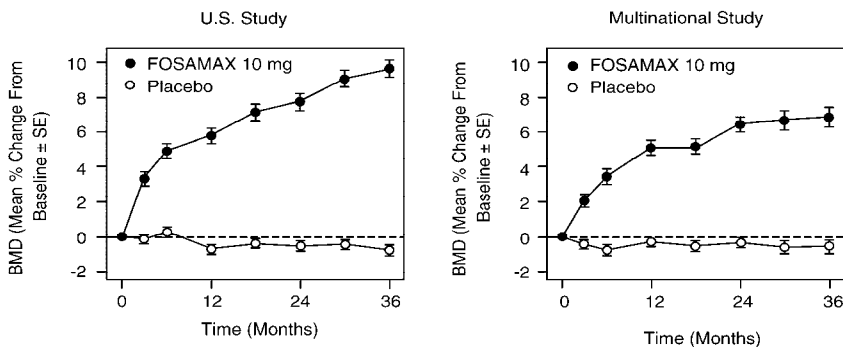 U.S. Study
BMD (Mean % Change From
Baseline ± SE)
10
8
6
4
2
0
-2
FOSAMAX 10 mg
Placebo
0 12 24 36
Time (Months)
Multinational Study
BMD (Mean % Change From
Baseline ± SE)
10
8
6
4
2
0
-2
FOSAMAX 10 mg
Placebo
0 12 24 36
Time (Months)